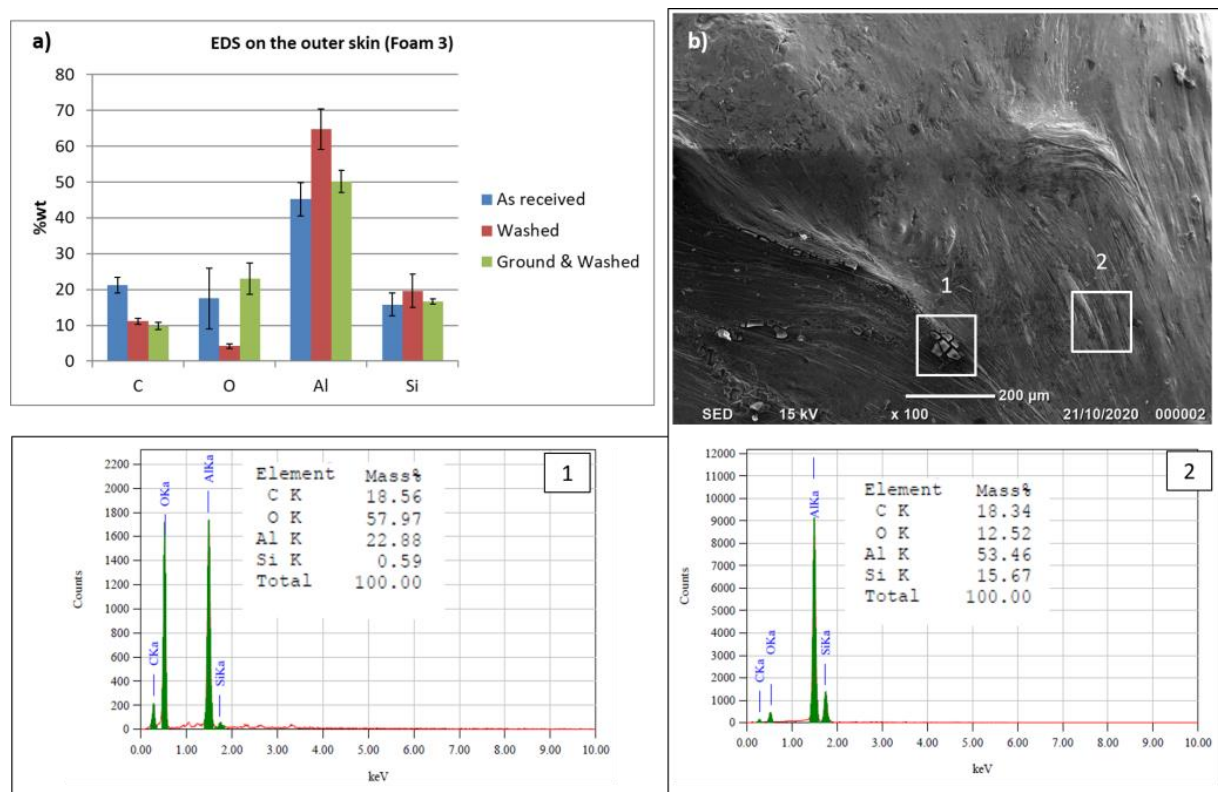 a)
EDS on the outer skin (Foam 3)
%wt
80
70
60
50
40
30
20
10
0
C O Al Si
As received
Washed
Ground & Washed
b)
1
2
200 µm
SED 15 kV x 100 21/10/2020 000002
1
Counts
2200
2000
1800
1600
1400
1200
1000
800
600
400
200
0
CKa
OKa
AlKa
SiKa
Element Mass%
C K 18.56
O K 57.97
Al K 22.88
Si K 0.59
Total 100.00
0.00 1.00 2.00 3.00 4.00 5.00 6.00 7.00 8.00 9.00 10.00
keV
2
Counts
12000
11000
10000
9000
8000
7000
6000
5000
4000
3000
2000
1000
0
CKa
OKa
AlKa
SiKa
Element Mass%
C K 18.34
O K 12.52
Al K 53.46
Si K 15.67
Total 100.00
0.00 1.00 2.00 3.00 4.00 5.00 6.00 7.00 8.00 9.00 10.00
keV